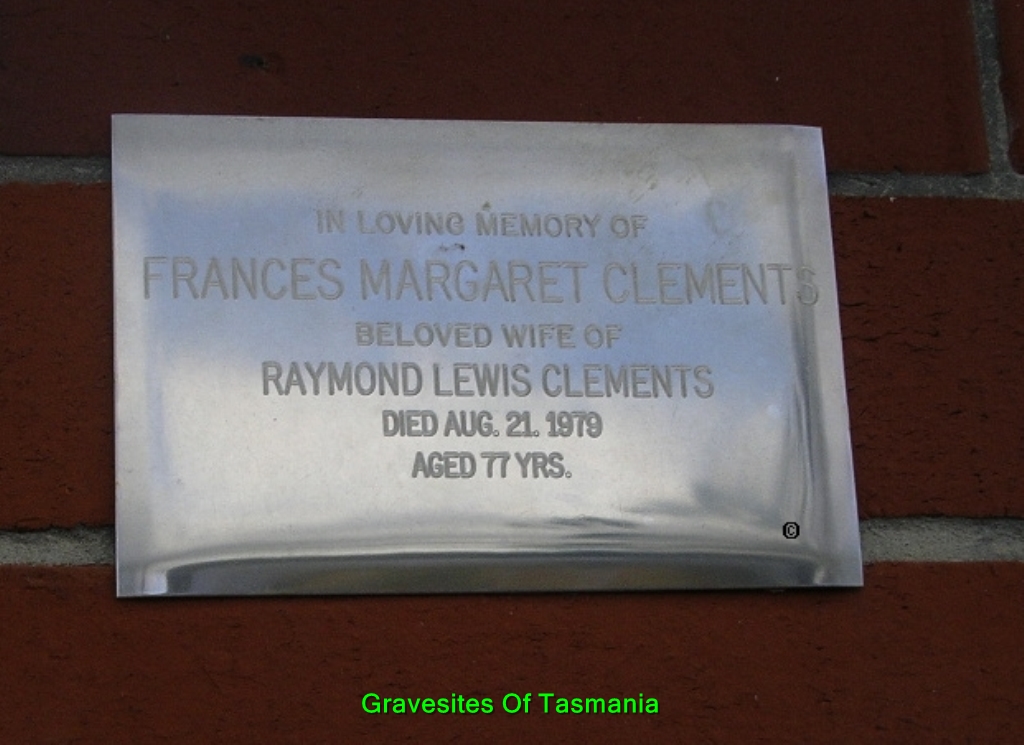 IN LOVING MEMORY OF
FRANCES MARGARET CLEMENTS
BELOVED WIFE OF
RAYMOND LEWIS CLEMENTS
DIED AUG. 21. 1979
AGED 77 YRS.
©
Gravesites Of Tasmania